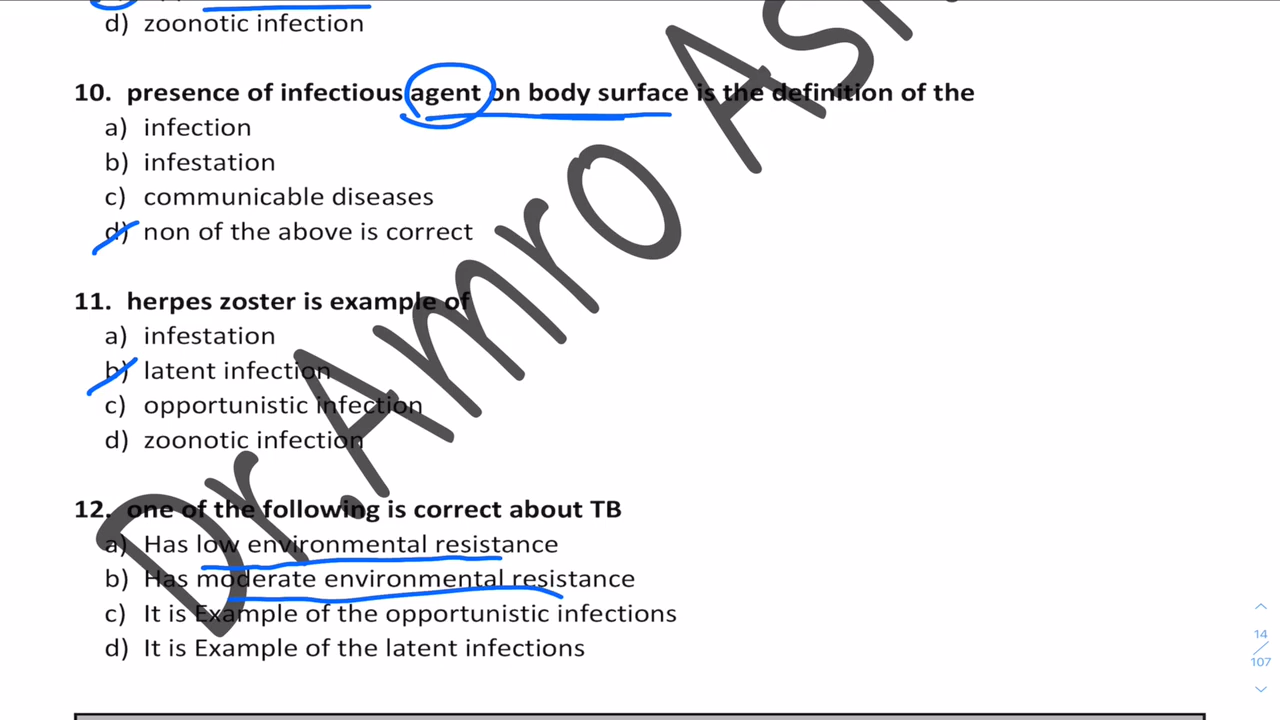 d) zoonotic infection
10. presence of infectious agent on body surface is the definition of the
a) infection
b) infestation
c) communicable diseases
d) non of the above is correct
11. herpes zoster is example of
a) infestation
b) latent infection
c) opportunistic infection
d) zoonotic infection
12. one of the following is correct about TB
a) Has low environmental resistance
b) Has moderate environmental resistance
c) It is Example of the opportunistic infections
d) It is Example of the latent infections
Dr.Amro
14
107